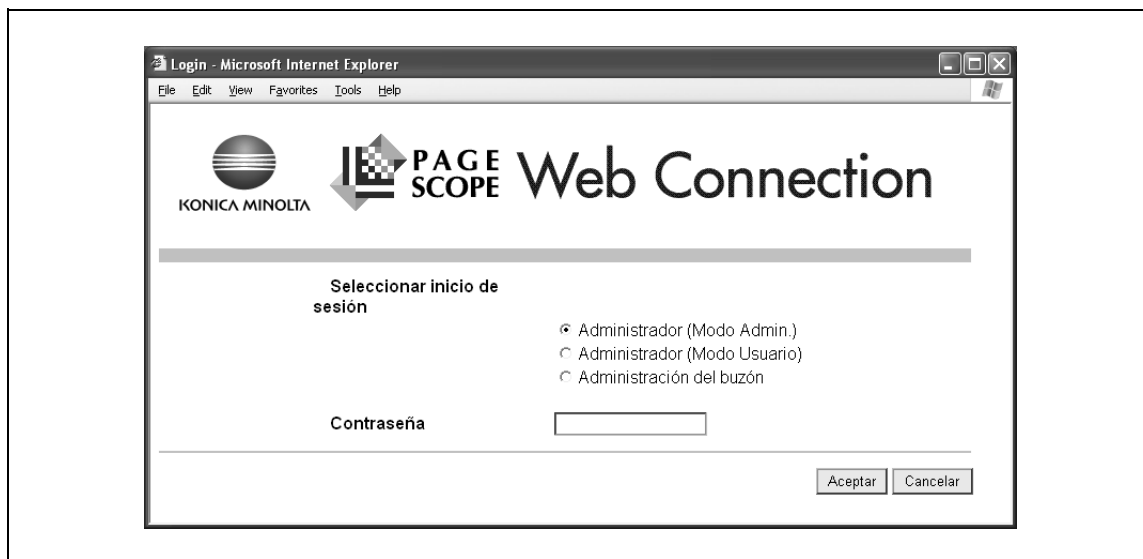 Login - Microsoft Internet Explorer
File Edit View Favorites Tools Help
KONICA MINOLTA
PAGE SCOPE Web Connection
Seleccionar inicio de
sesión
Administrador (Modo Admin.)
Administrador (Modo Usuario)
Administración del buzón
Contraseña
Aceptar Cancelar